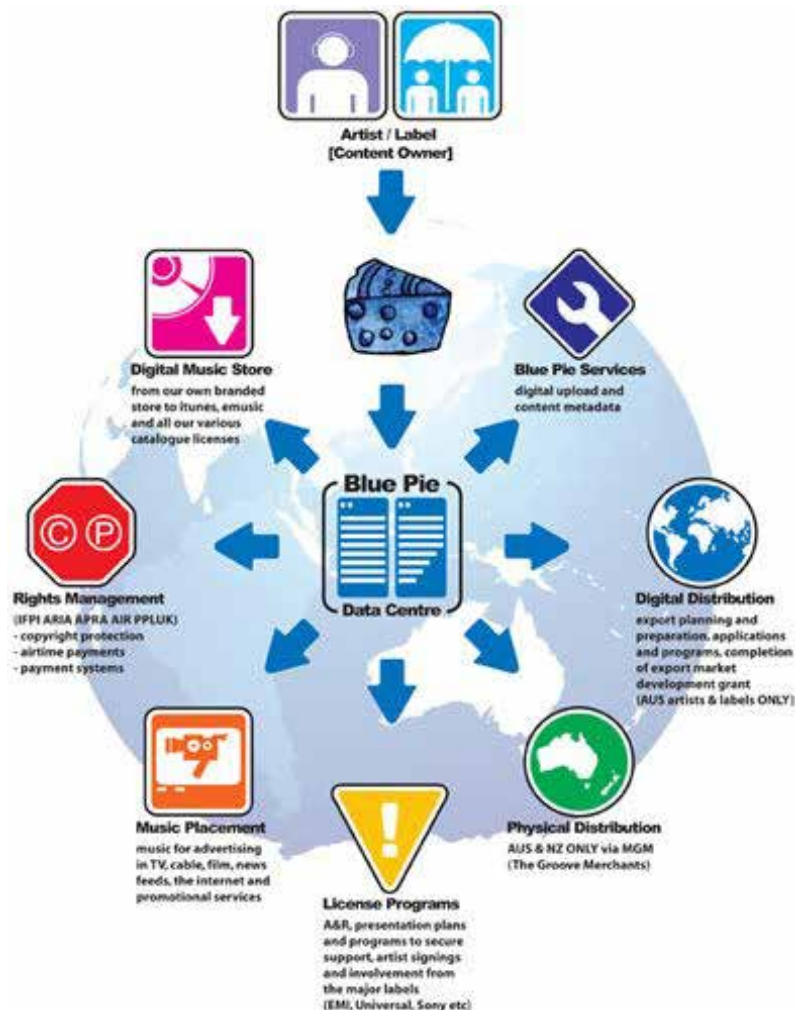 Artist / Label
[Content Owner]
Digital Music Store
from our own branded
store to itunes, emusic
and all our various
catalogue licenses
Blue Pie Services
digital upload and
content metadata
Blue Pie
Data Centre
C P
Rights Management
(IFPI ARIA APRA AIR PPLUK)
- copyright protection
- airtime payments
- payment systems
Digital Distribution
export planning and
preparation, applications
and programs, completion
of export market
development grant
(AUS artists & labels ONLY)
Music Placement
music for advertising
in TV, cable, film, news
feeds, the internet and
promotional services
!
License Programs
A&R, presentation plans
and programs to secure
support, artist signings
and involvement from
the major labels
(EMI, Universal, Sony etc)
Physical Distribution
AUS & NZ ONLY via MGM
(The Groove Merchants)